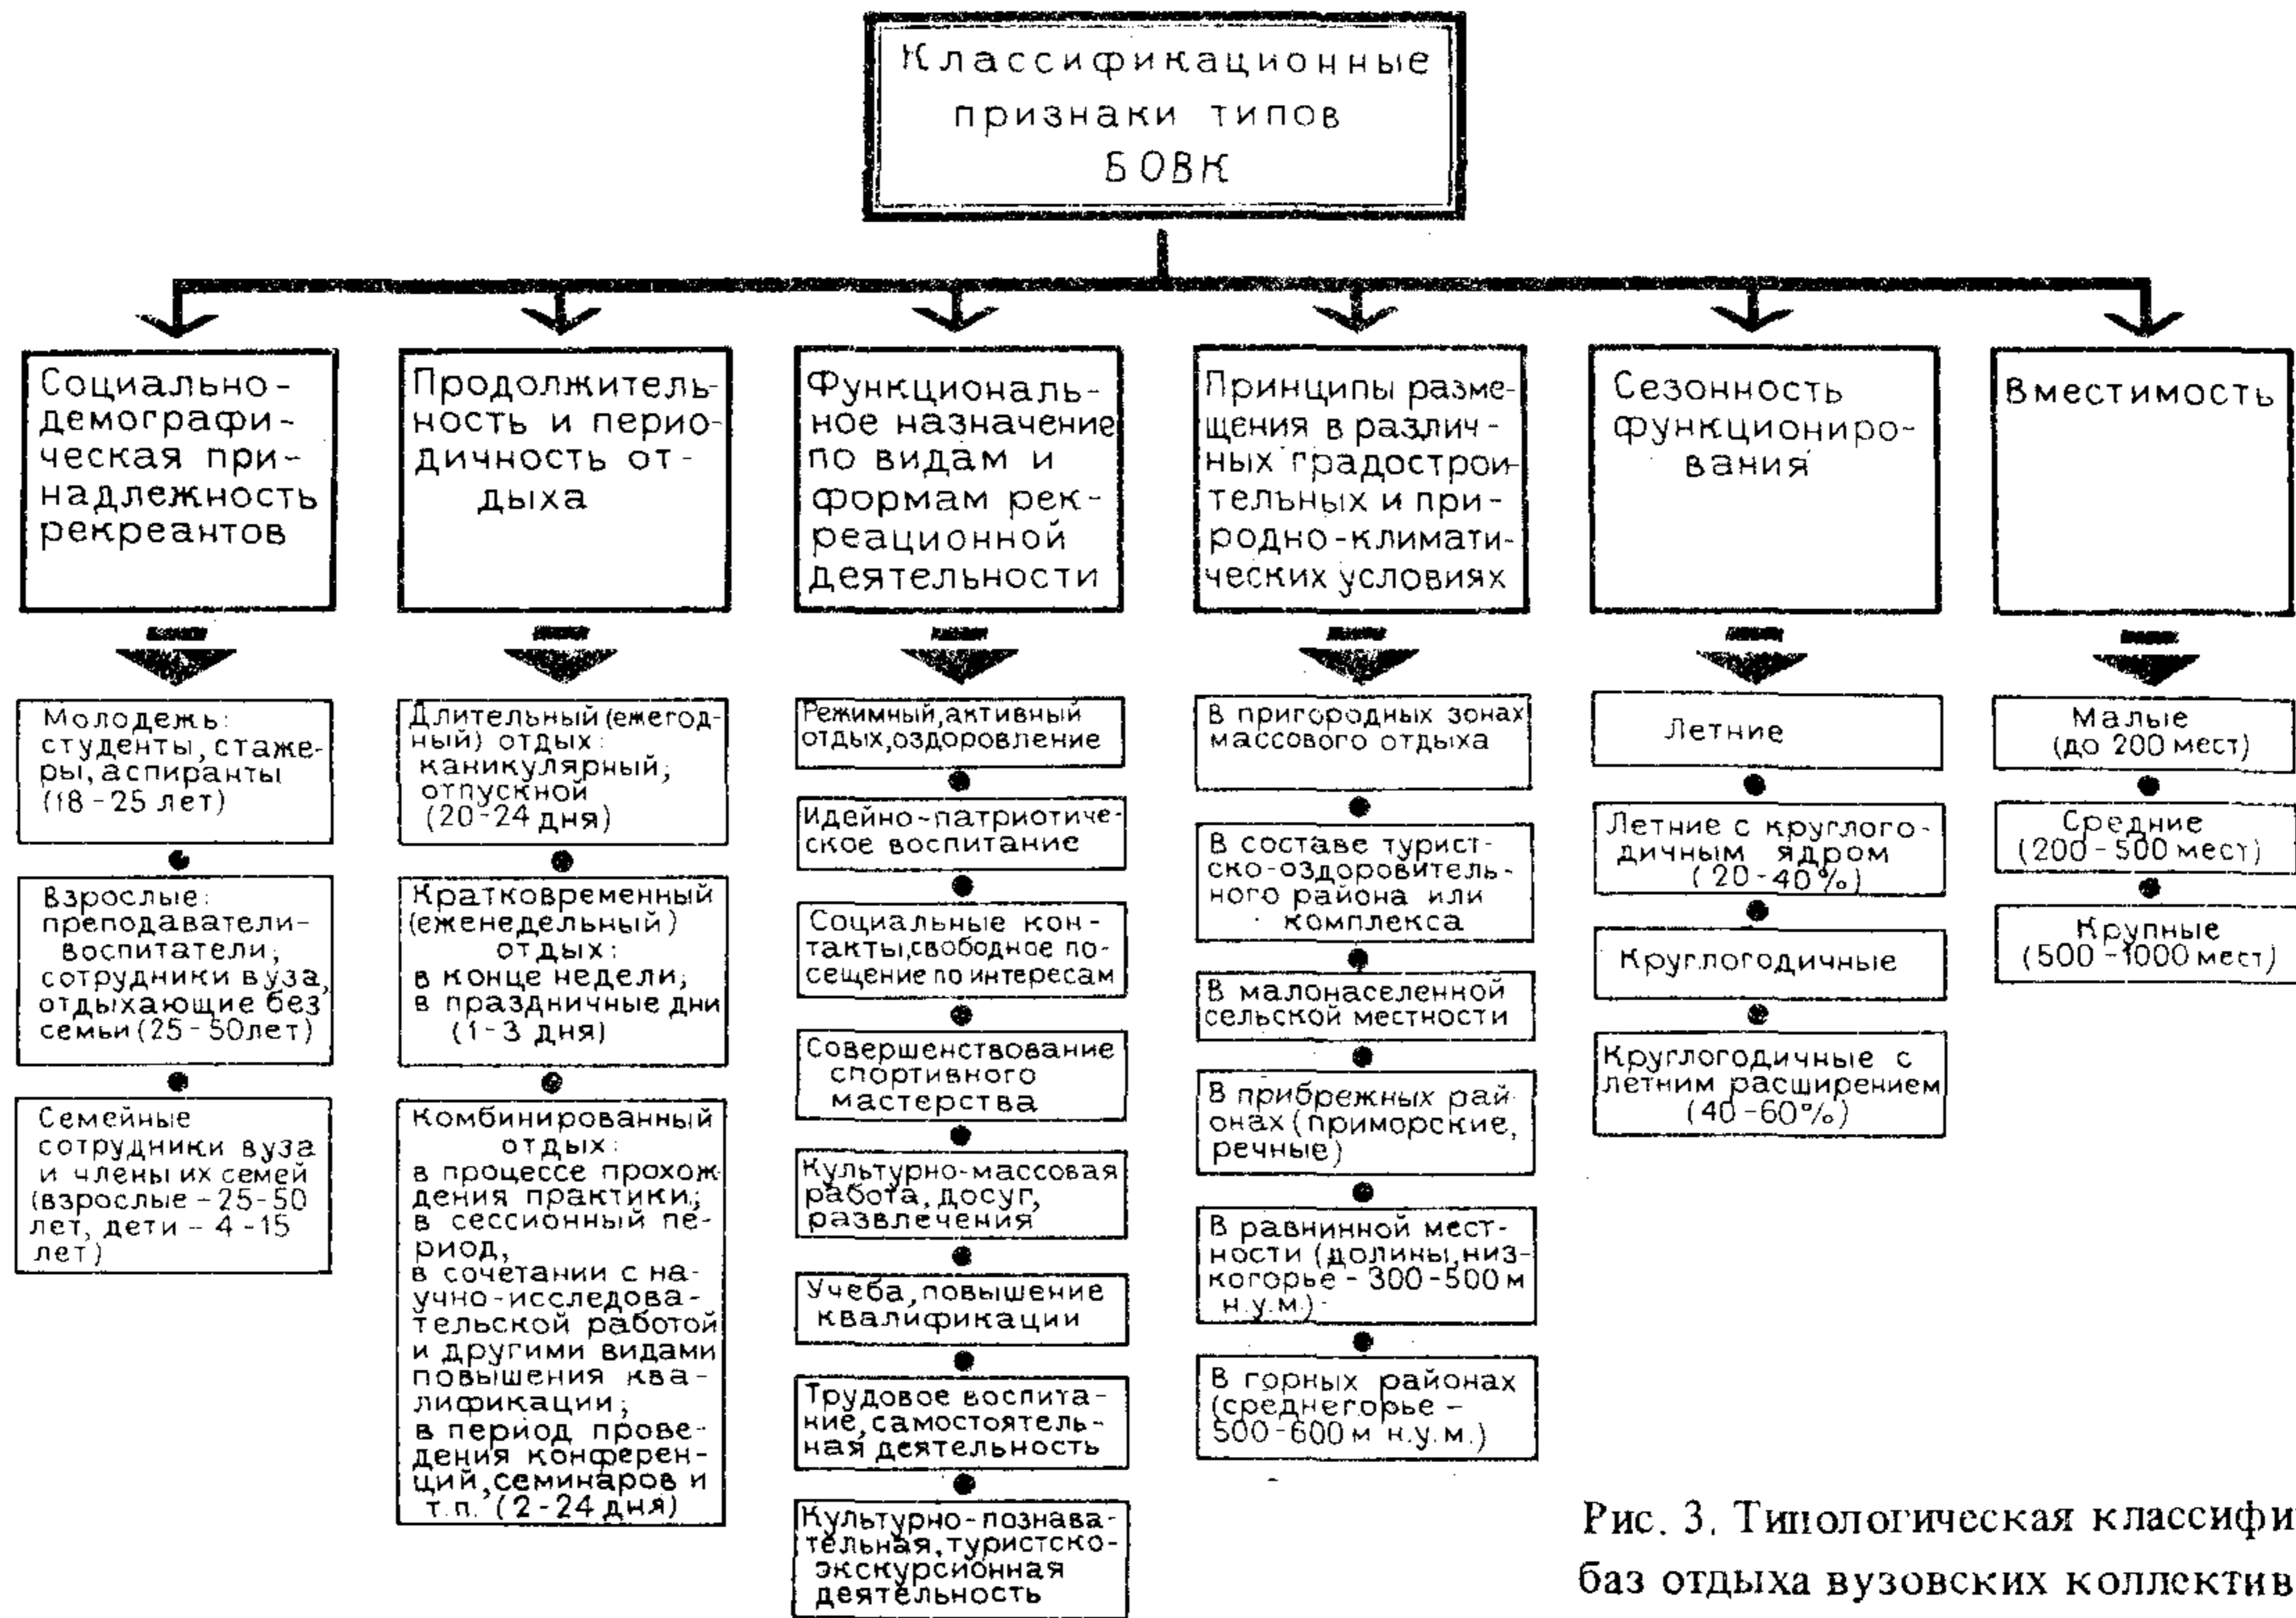 Классификационные
признаки типов
БОВК
Социально-
демографи-
ческая при-
надлежность
рекреантов
Продолжитель-
ность и перио-
дичность от-
дыха
Функциональ-
ное назначение
по видам и
формам рек-
реационной
деятельности
Принципы разме-
щения в различ-
ных градострои-
тельных и при-
родно-климати-
ческих условиях
Сезонность
функциониро-
вания
Вместимость
Молодежь:
студенты, стаже-
ры, аспиранты
(18-25 лет)
Взрослые:
преподаватели-
воспитатели;
сотрудники вуза,
отдыхающие без
семьи (25-50 лет)
Семейные
сотрудники вуза
и члены их семей
(взрослые - 25-50
лет, дети - 4-15
лет)
Длительный (ежегод-
ный) отдых:
каникулярный;
отпускной
(20-24 дня)
Кратковременный
(еженедельный)
отдых:
в конце недели;
в праздничные дни
(1-3 дня)
Комбинированный
отдых:
в процессе прохож
дения практики;
в сессионный пе-
риод,
в сочетании с на-
учно-исследова-
тельской работой
и другими видами
повышения ква-
лификации;
в период прове-
дения конферен-
ций, семинаров и
т.п. (2-24 дня)
Режимный, активный
отдых, оздоровление
Идейно-патриотиче-
ское воспитание
Социальные кон-
такты, свободное по-
сещение по интересам
Совершенствование
спортивного
мастерства
Культурно-массовая
работа, досуг,
развлечения
Учеба, повышение
квалификации
Трудовое воспита-
ние, самостоятель-
ная деятельность
Культурно-познава-
тельная, туристско-
экскурсионная
деятельность
В пригородных зонах
массового отдыха
В составе турист-
ско-оздоровитель-
ного района или
комплекса
В малонаселенной
сельской местности
В прибрежных рай
онах (приморские,
речные)
В равнинной мест-
ности (долины, низ-
когорье - 300-500 м
н.у.м.)
В горных районах
(среднегорье -
500-600 м н.у.м.)
Летние
Летние с круглого-
дичным ядром
(20-40%)
Круглогодичные
Круглогодичные с
летним расширением
(40-60%)
Малые
(до 200 мест)
Средние
(200-500 мест)
Крупные
(500-1000 мест)
Рис. 3. Типологическая классифи
баз отдыха вузовских коллектив